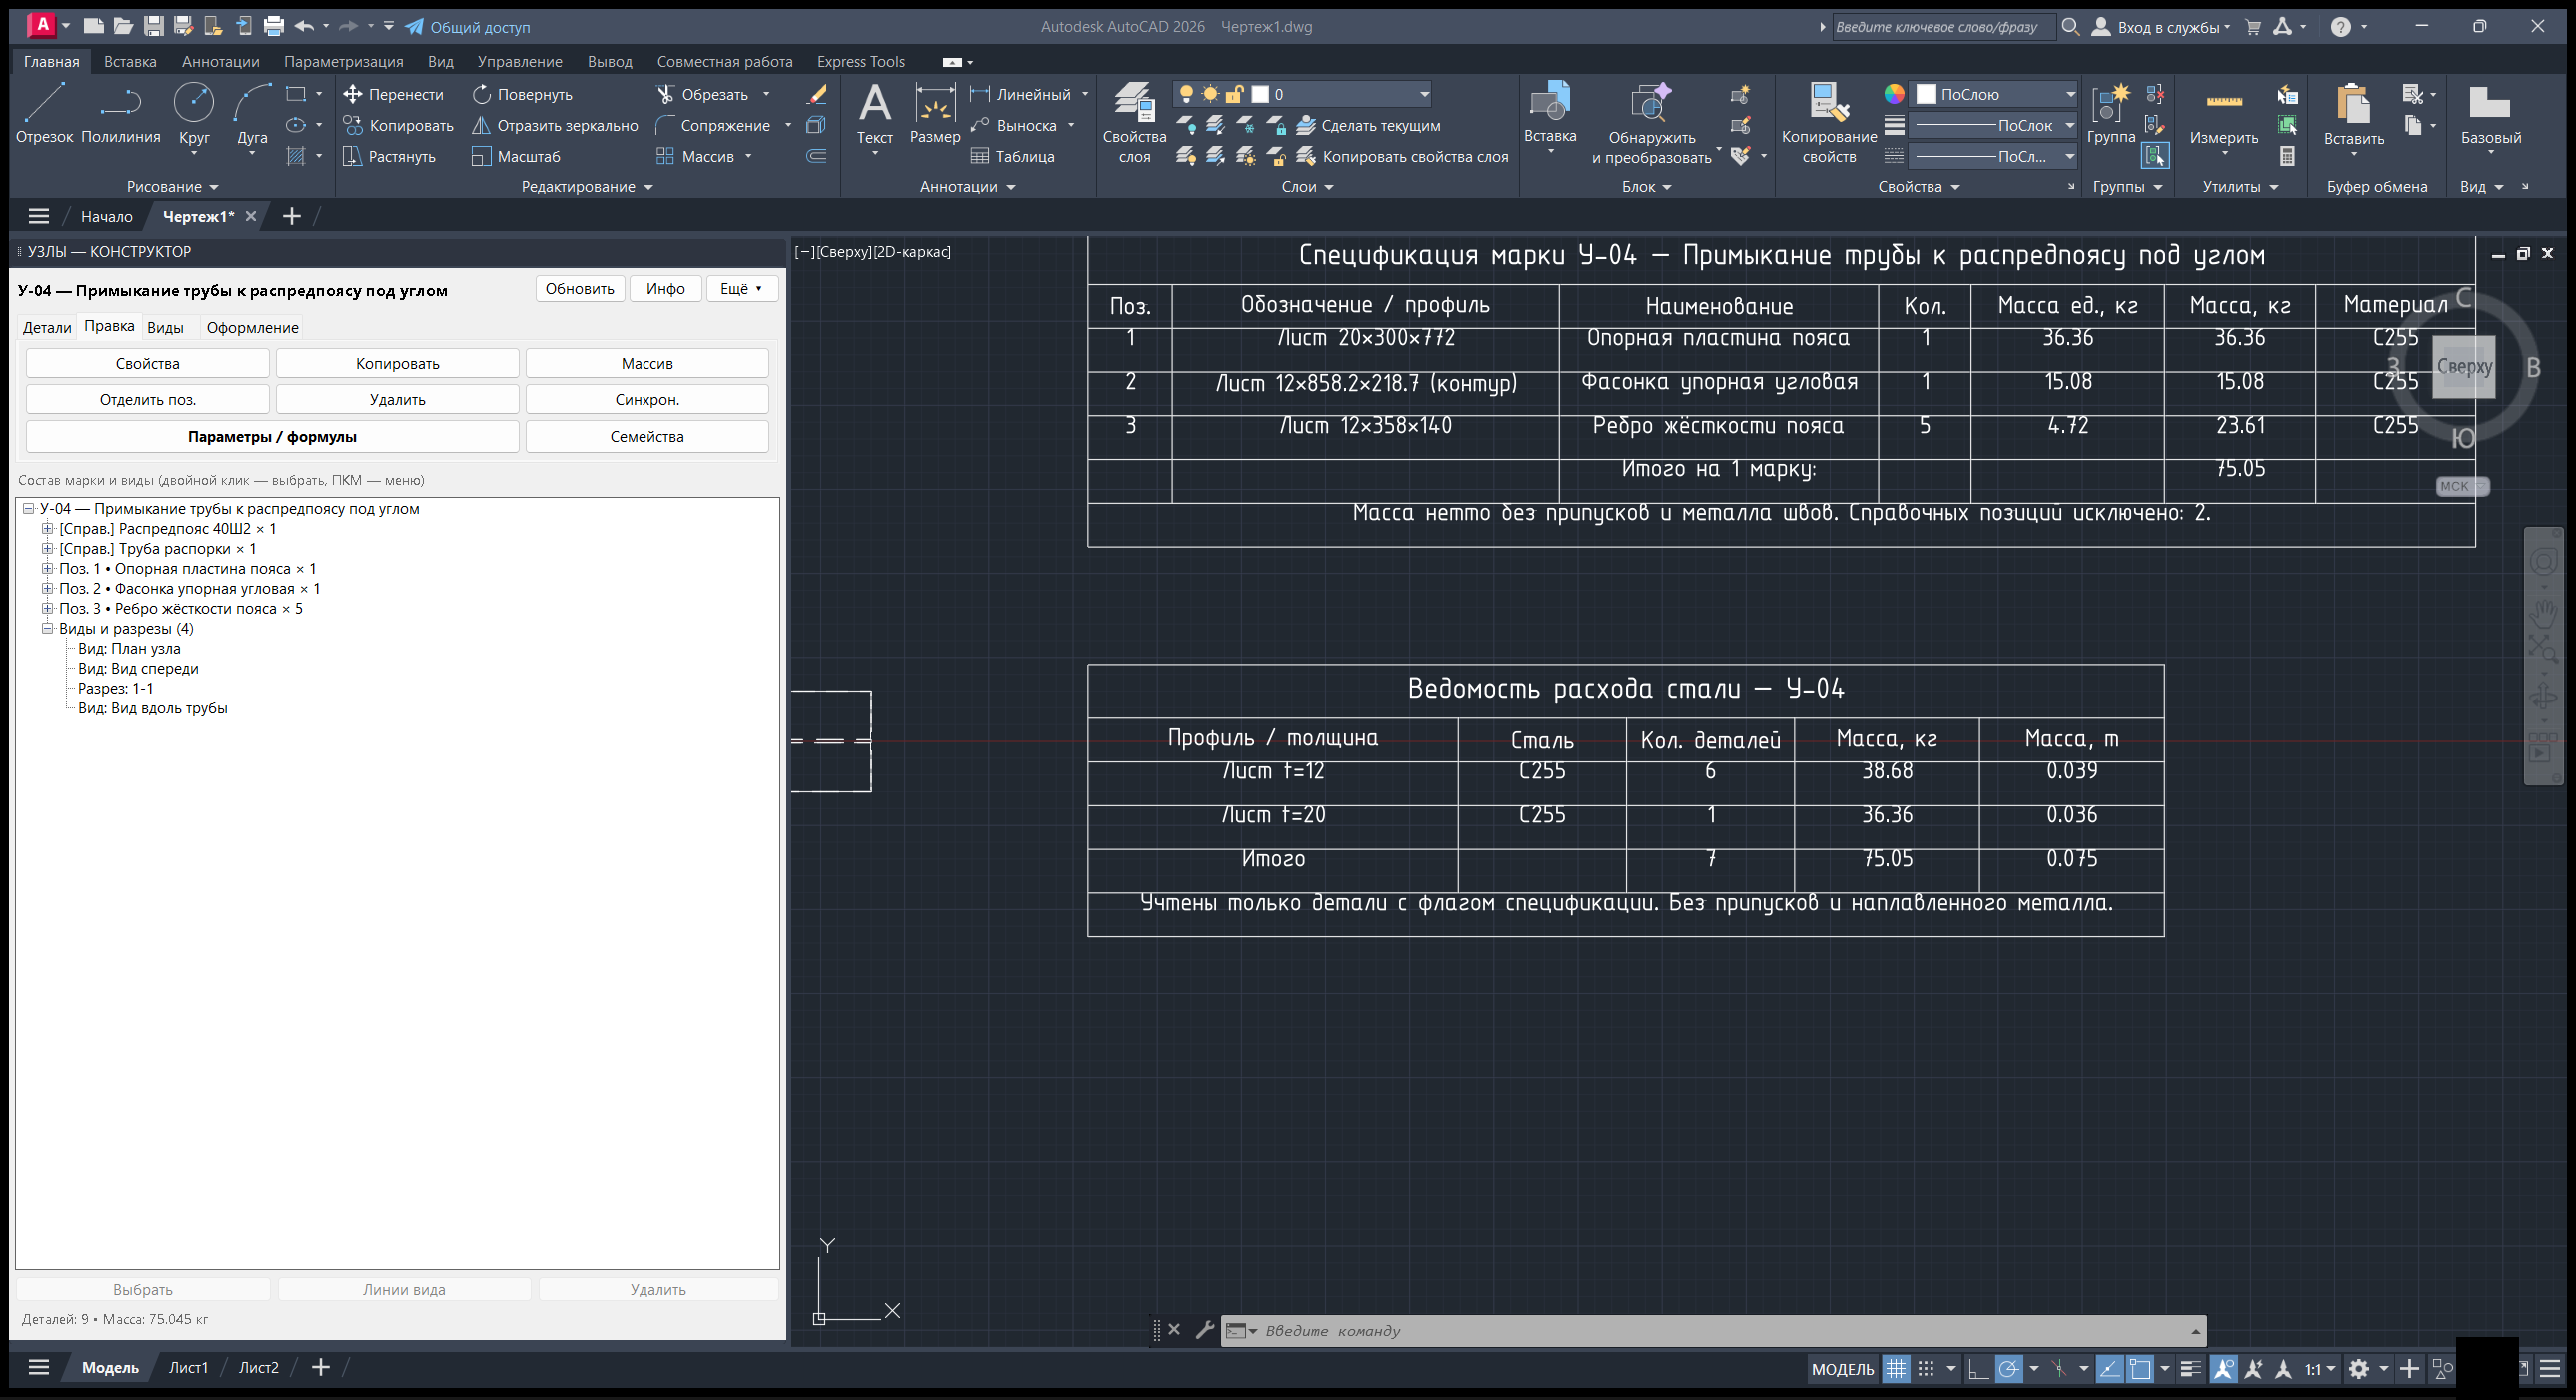 Общий доступ
Autodesk AutoCAD 2026 Чертеж1.dwg
Введите ключевое слово/фразу
Вход в службы
Главная Вставка Аннотации Параметризация Вид Управление Вывод Совместная работа Express Tools
Отрезок Полилиния Круг Дуга
Перенести Повернуть Обрезать
Копировать Отразить зеркально Сопряжение
Растянуть Масштаб Массив
Текст Размер
Линейный
Выноска
Таблица
Свойства слоя
0
Сделать текущим
Копировать свойства слоя
Вставка
Обнаружить и преобразовать
Копирование свойств
ПоСлою
ПоСлок
ПоСл...
Группа
Измерить
Вставить
Базовый
Рисование Редактирование Аннотации Слои Блок Свойства Группы Утилиты Буфер обмена Вид
Начало Чертеж1*
УЗЛЫ — КОНСТРУКТОР
У-04 — Примыкание трубы к распредпоясу под углом
Обновить Инфо Ещё
Детали Правка Виды Оформление
Свойства Копировать Массив
Отделить поз. Удалить Синхрон.
Параметры / формулы Семейства
Состав марки и виды (двойной клик — выбрать, ПКМ — меню)
У-04 — Примыкание трубы к распредпоясу под углом
[Справ.] Распредпояс 40Ш2 × 1
[Справ.] Труба распорки × 1
Поз. 1 • Опорная пластина пояса × 1
Поз. 2 • Фасонка упорная угловая × 1
Поз. 3 • Ребро жёсткости пояса × 5
Виды и разрезы (4)
Вид: План узла
Вид: Вид спереди
Разрез: 1-1
Вид: Вид вдоль трубы
Выбрать Линии вида Удалить
Деталей: 9 • Масса: 75.045 кг
[−][Сверху][2D-каркас]
Спецификация марки У-04 — Примыкание трубы к распредпоясу под углом
Поз. Обозначение / профиль Наименование Кол. Масса ед., кг Масса, кг Материал
1 Лист 20×300×772 Опорная пластина пояса 1 36.36 36.36 С255
2 Лист 12×858.2×218.7 (контур) Фасонка упорная угловая 1 15.08 15.08 С255
3 Лист 12×358×140 Ребро жёсткости пояса 5 4.72 23.61 С255
Итого на 1 марку: 75.05
Масса нетто без припусков и металла швов. Справочных позиций исключено: 2.
С
З Сверху В
Ю
МСК
Ведомость расхода стали — У-04
Профиль / толщина Сталь Кол. деталей Масса, кг Масса, т
Лист t=12 С255 6 38.68 0.039
Лист t=20 С255 1 36.36 0.036
Итого 7 75.05 0.075
Учтены только детали с флагом спецификации. Без припусков и наплавленного металла.
Y
X
Введите команду
Модель Лист1 Лист2
МОДЕЛЬ 1:1